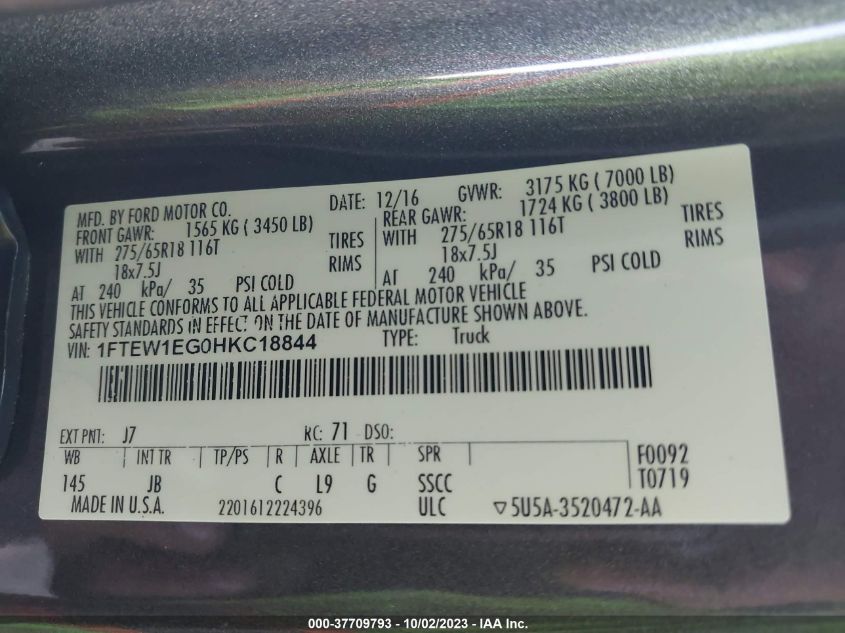 MFD. BY FORD MOTOR CO. DATE: 12/16 GVWR: 3175 KG ( 7000 LB)
FRONT GAWR: 1565 KG ( 3450 LB) REAR GAWR: 1724 KG ( 3800 LB)
WITH 275/65R18 116T TIRES WITH 275/65R18 116T TIRES
18x7.5J RIMS 18x7.5J RIMS
AT 240 kPa/ 35 PSI COLD AT 240 kPa/ 35 PSI COLD
THIS VEHICLE CONFORMS TO ALL APPLICABLE FEDERAL MOTOR VEHICLE
SAFETY STANDARDS IN EFFECT ON THE DATE OF MANUFACTURE SHOWN ABOVE.
VIN: 1FTEW1EG0HKC18844 TYPE: Truck
EXT PNT: J7 RC: 71 DSO:
WB INT TR TP/PS R AXLE TR SPR F0092
145 JB C L9 G SSCC T0719
MADE IN U.S.A. 2201612224396 ULC ▽5U5A-3520472-AA
000-37709793 - 10/02/2023 - IAA Inc.